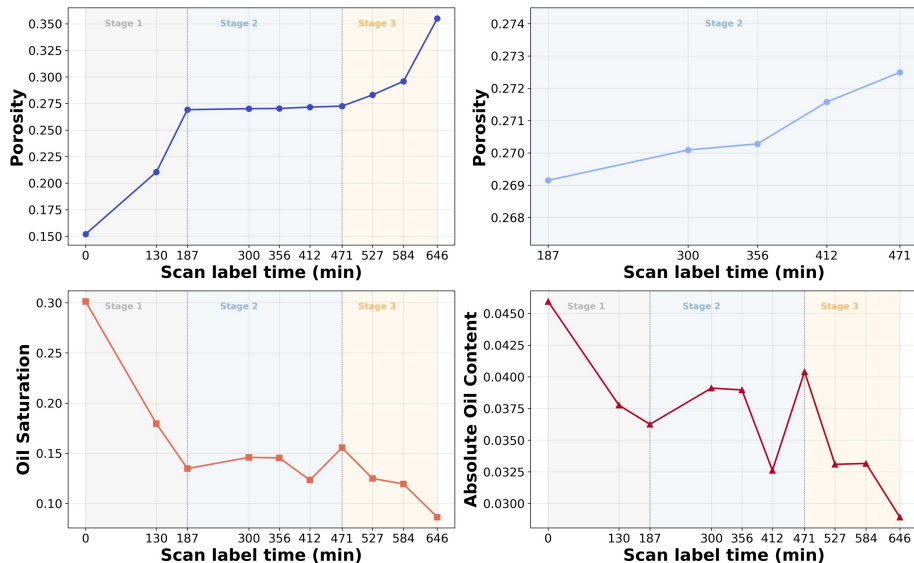 Porosity
0.350
0.325
0.300
0.275
0.250
0.225
0.200
0.175
0.150
Stage 1
Stage 2
Stage 3
0 130 187 300 356 412 471 527 584 646
Scan label time (min)
Porosity
0.274
0.273
0.272
0.271
0.270
0.269
0.268
Stage 2
187 300 356 412 471
Scan label time (min)
Oil Saturation
0.30
0.25
0.20
0.15
0.10
Stage 1
Stage 2
Stage 3
0 130 187 300 356 412 471 527 584 646
Scan label time (min)
Absolute Oil Content
0.0450
0.0425
0.0400
0.0375
0.0350
0.0325
0.0300
Stage 1
Stage 2
Stage 3
0 130 187 300 356 412 471 527 584 646
Scan label time (min)